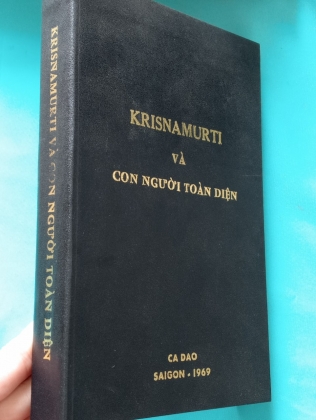 KRISNAMURTI VÀ CON NGƯỜI TOÀN DIỆN
KRISNAMURTI
VÀ
CON NGƯỜI TOÀN DIỆN
CA DAO
SAIGON - 1969